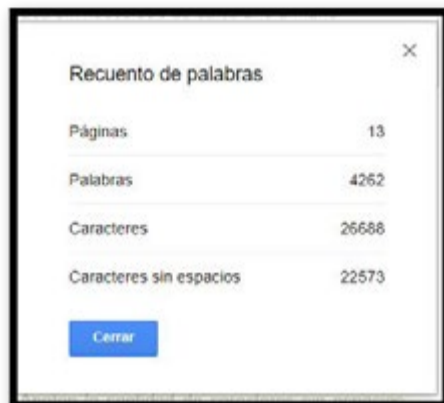 Recuento de palabras
Páginas 13
Palabras 4262
Caracteres 26688
Caracteres sin espacios 22573
Cerrar